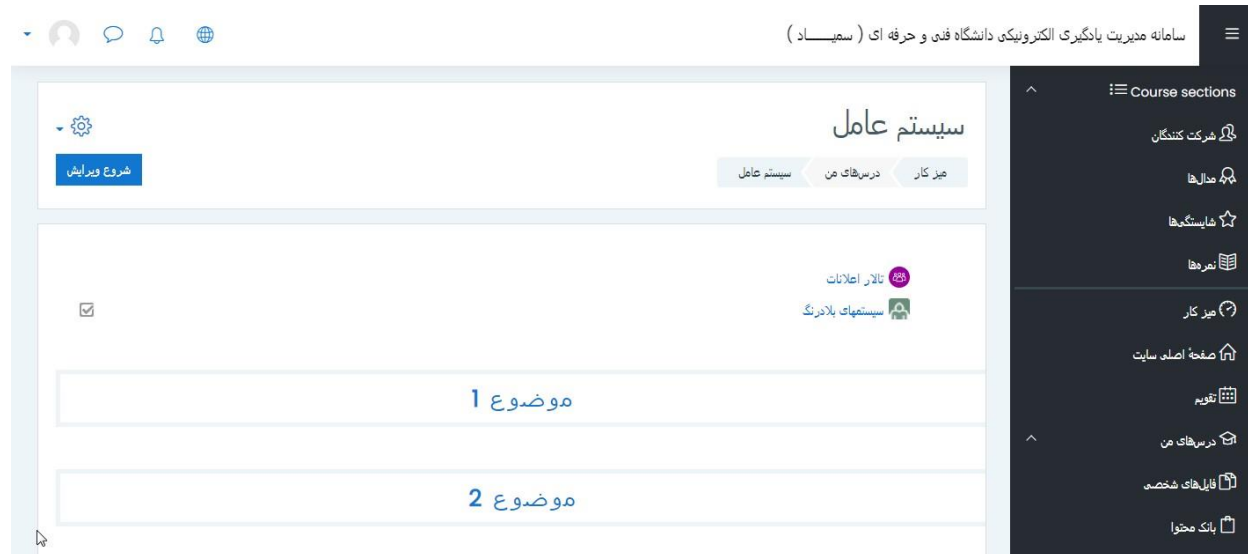 سامانه مدیریت یادگیری الکترونیکی دانشگاه فنی و حرفه ای ( سمیــــــاد )
Course sections
شرکت کنندگان
مدال‌ها
شایستگی‌ها
نمره‌ها
میز کار
صفحهٔ اصلی سایت
تقویم
درس‌های من
فایل‌های شخصی
بانک محتوا
سیستم عامل
میز کار درس‌های من سیستم عامل
شروع ویرایش
تالار اعلانات
سیستمهای بلادرنگ
موضوع 1
موضوع 2